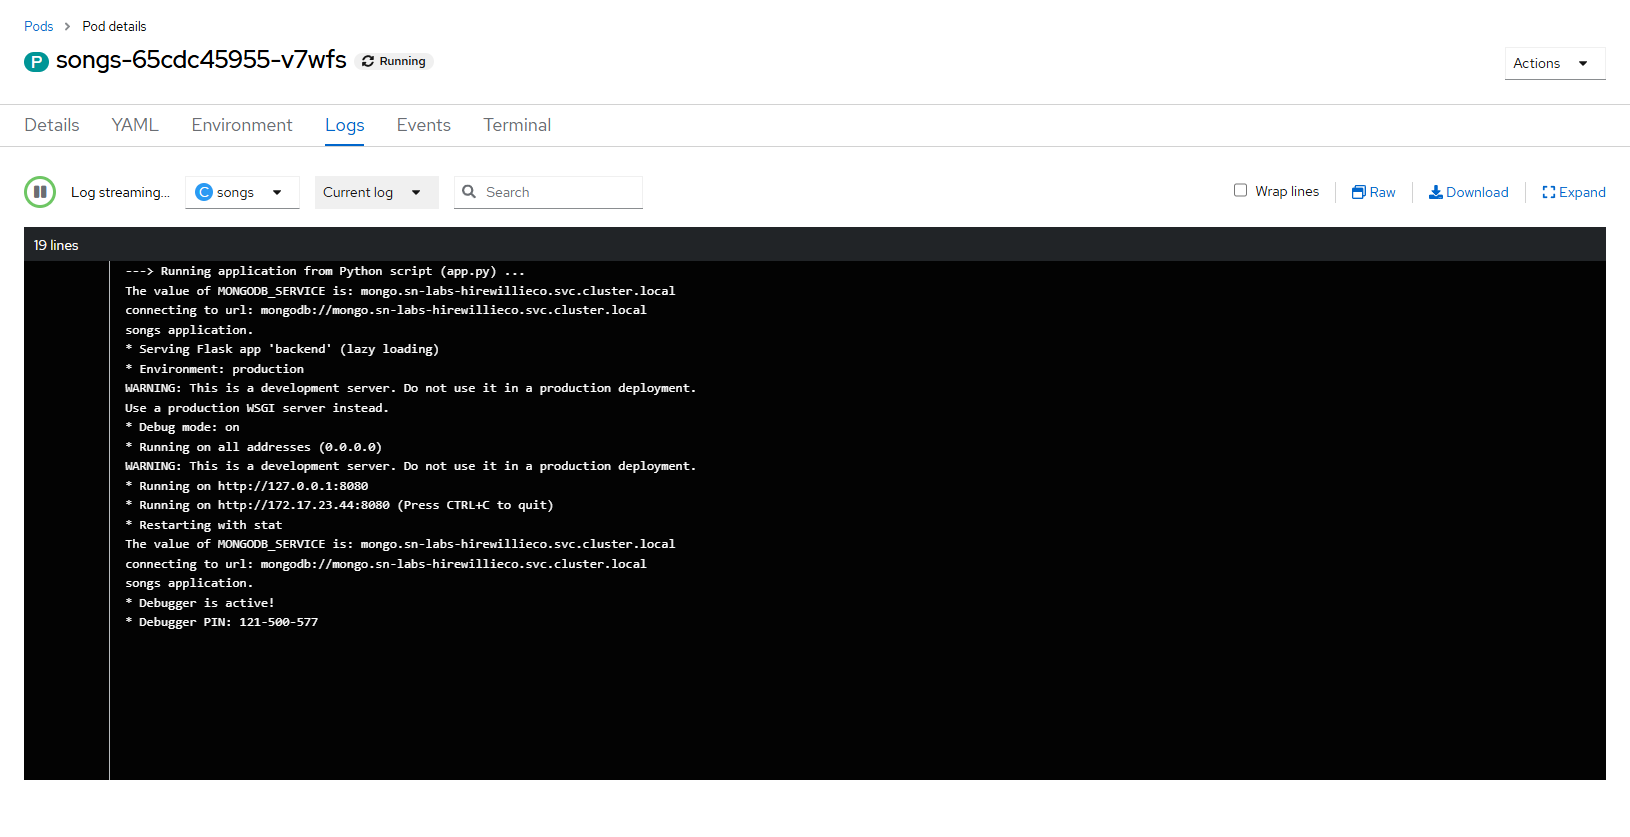 Pods > Pod details
P songs-65cdc45955-v7wfs Running
Actions
Details YAML Environment Logs Events Terminal
Log streaming... C songs Current log Search Wrap lines Raw Download Expand
19 lines
---> Running application from Python script (app.py) ...
The value of MONGODB_SERVICE is: mongo.sn-labs-hirewillieco.svc.cluster.local
connecting to url: mongodb://mongo.sn-labs-hirewillieco.svc.cluster.local
songs application.
* Serving Flask app 'backend' (lazy loading)
* Environment: production
WARNING: This is a development server. Do not use it in a production deployment.
Use a production WSGI server instead.
* Debug mode: on
* Running on all addresses (0.0.0.0)
WARNING: This is a development server. Do not use it in a production deployment.
* Running on http://127.0.0.1:8080
* Running on http://172.17.23.44:8080 (Press CTRL+C to quit)
* Restarting with stat
The value of MONGODB_SERVICE is: mongo.sn-labs-hirewillieco.svc.cluster.local
connecting to url: mongodb://mongo.sn-labs-hirewillieco.svc.cluster.local
songs application.
* Debugger is active!
* Debugger PIN: 121-500-577